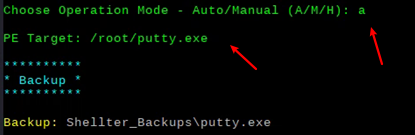 Choose Operation Mode - Auto/Manual (A/M/H): a
PE Target: /root/putty.exe
**********
* Backup *
**********
Backup: Shellter_Backups\putty.exe